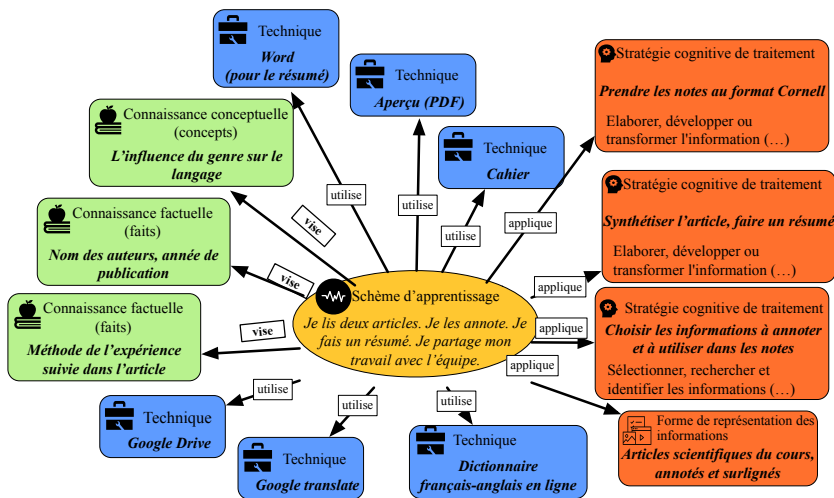 Technique
Word
(pour le résumé)
Technique
Aperçu (PDF)
Technique
Cahier
Stratégie cognitive de traitement
Prendre les notes au format Cornell
Elaborer, développer ou
transformer l'information (…)
Connaissance conceptuelle
(concepts)
L'influence du genre sur le
langage
Connaissance factuelle
(faits)
Nom des auteurs, année de
publication
Connaissance factuelle
(faits)
Méthode de l'expérience
suivie dans l'article
utilise
utilise
utilise
applique
vise
vise
vise
Stratégie cognitive de traitement
Synthétiser l'article, faire un résumé
Elaborer, développer ou
transformer l'information (…)
applique
applique
applique
Schème d'apprentissage
Je lis deux articles. Je les annote. Je
fais un résumé. Je partage mon
travail avec l'équipe.
Stratégie cognitive de traitement
Choisir les informations à annoter
et à utiliser dans les notes
Sélectionner, rechercher et
identifier les informations (…)
utilise
utilise
utilise
Technique
Google Drive
Technique
Google translate
Technique
Dictionnaire
français-anglais en ligne
Forme de représentation des
informations
Articles scientifiques du cours,
annotés et surlignés